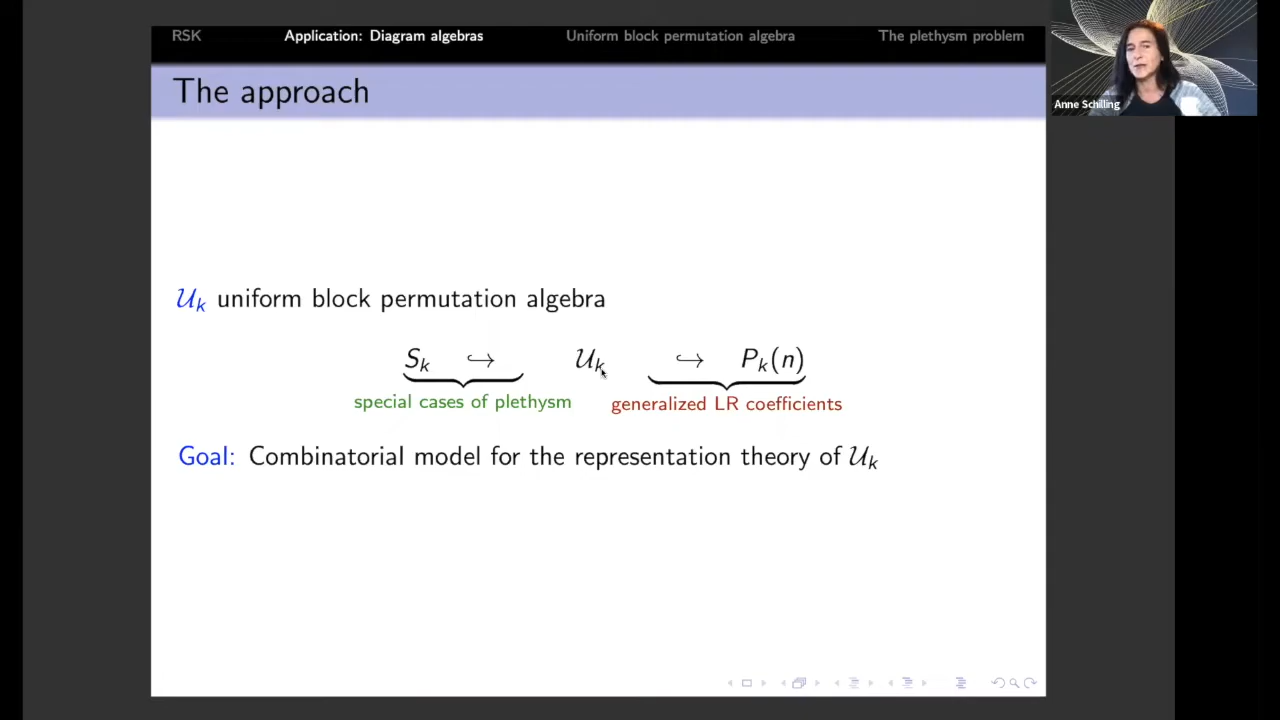 RSK Application: Diagram algebras Uniform block permutation algebra The plethysm problem
The approach
Anne Schilling
𝒰ₖ uniform block permutation algebra
Sₖ ↪ 𝒰ₖ ↪ Pₖ(n)
special cases of plethysm generalized LR coefficients
Goal: Combinatorial model for the representation theory of 𝒰ₖ